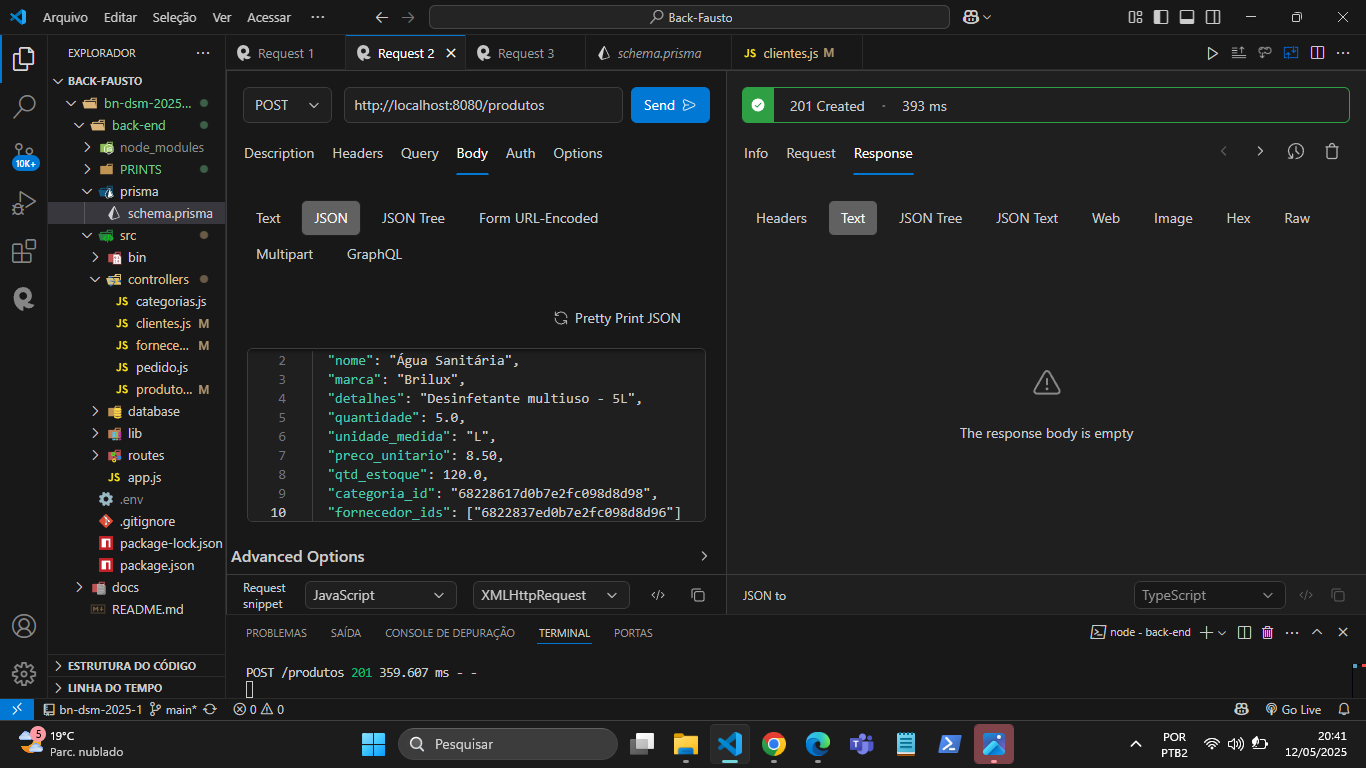 Arquivo Editar Seleção Ver Acessar ··· Back-Fausto
EXPLORADOR ···
BACK-FAUSTO
bn-dsm-2025...
back-end
node_modules
PRINTS
prisma
schema.prisma
src
bin
controllers
JS categorias.js
JS clientes.js M
JS fornece... M
JS pedido.js
JS produto... M
database
lib
routes
JS app.js
.env
.gitignore
package-lock.json
package.json
docs
README.md
ESTRUTURA DO CÓDIGO
LINHA DO TEMPO
10K+
Request 1 Request 2 Request 3 schema.prisma JS clientes.js M
POST http://localhost:8080/produtos Send
Description Headers Query Body Auth Options
Text JSON JSON Tree Form URL-Encoded
Multipart GraphQL
Pretty Print JSON
2 "nome": "Água Sanitária",
3 "marca": "Brilux",
4 "detalhes": "Desinfetante multiuso - 5L",
5 "quantidade": 5.0,
6 "unidade_medida": "L",
7 "preco_unitario": 8.50,
8 "qtd_estoque": 120.0,
9 "categoria_id": "68228617d0b7e2fc098d8d98",
10 "fornecedor_ids": ["6822837ed0b7e2fc098d8d96"]
Advanced Options
Request snippet JavaScript XMLHttpRequest
201 Created · 393 ms
Info Request Response
Headers Text JSON Tree JSON Text Web Image Hex Raw
The response body is empty
JSON to TypeScript
PROBLEMAS SAÍDA CONSOLE DE DEPURAÇÃO TERMINAL PORTAS node - back-end
POST /produtos 201 359.607 ms - -
bn-dsm-2025-1 main* 0 0 Go Live
5 19°C
Parc. nublado
Pesquisar
POR
PTB2
20:41
12/05/2025